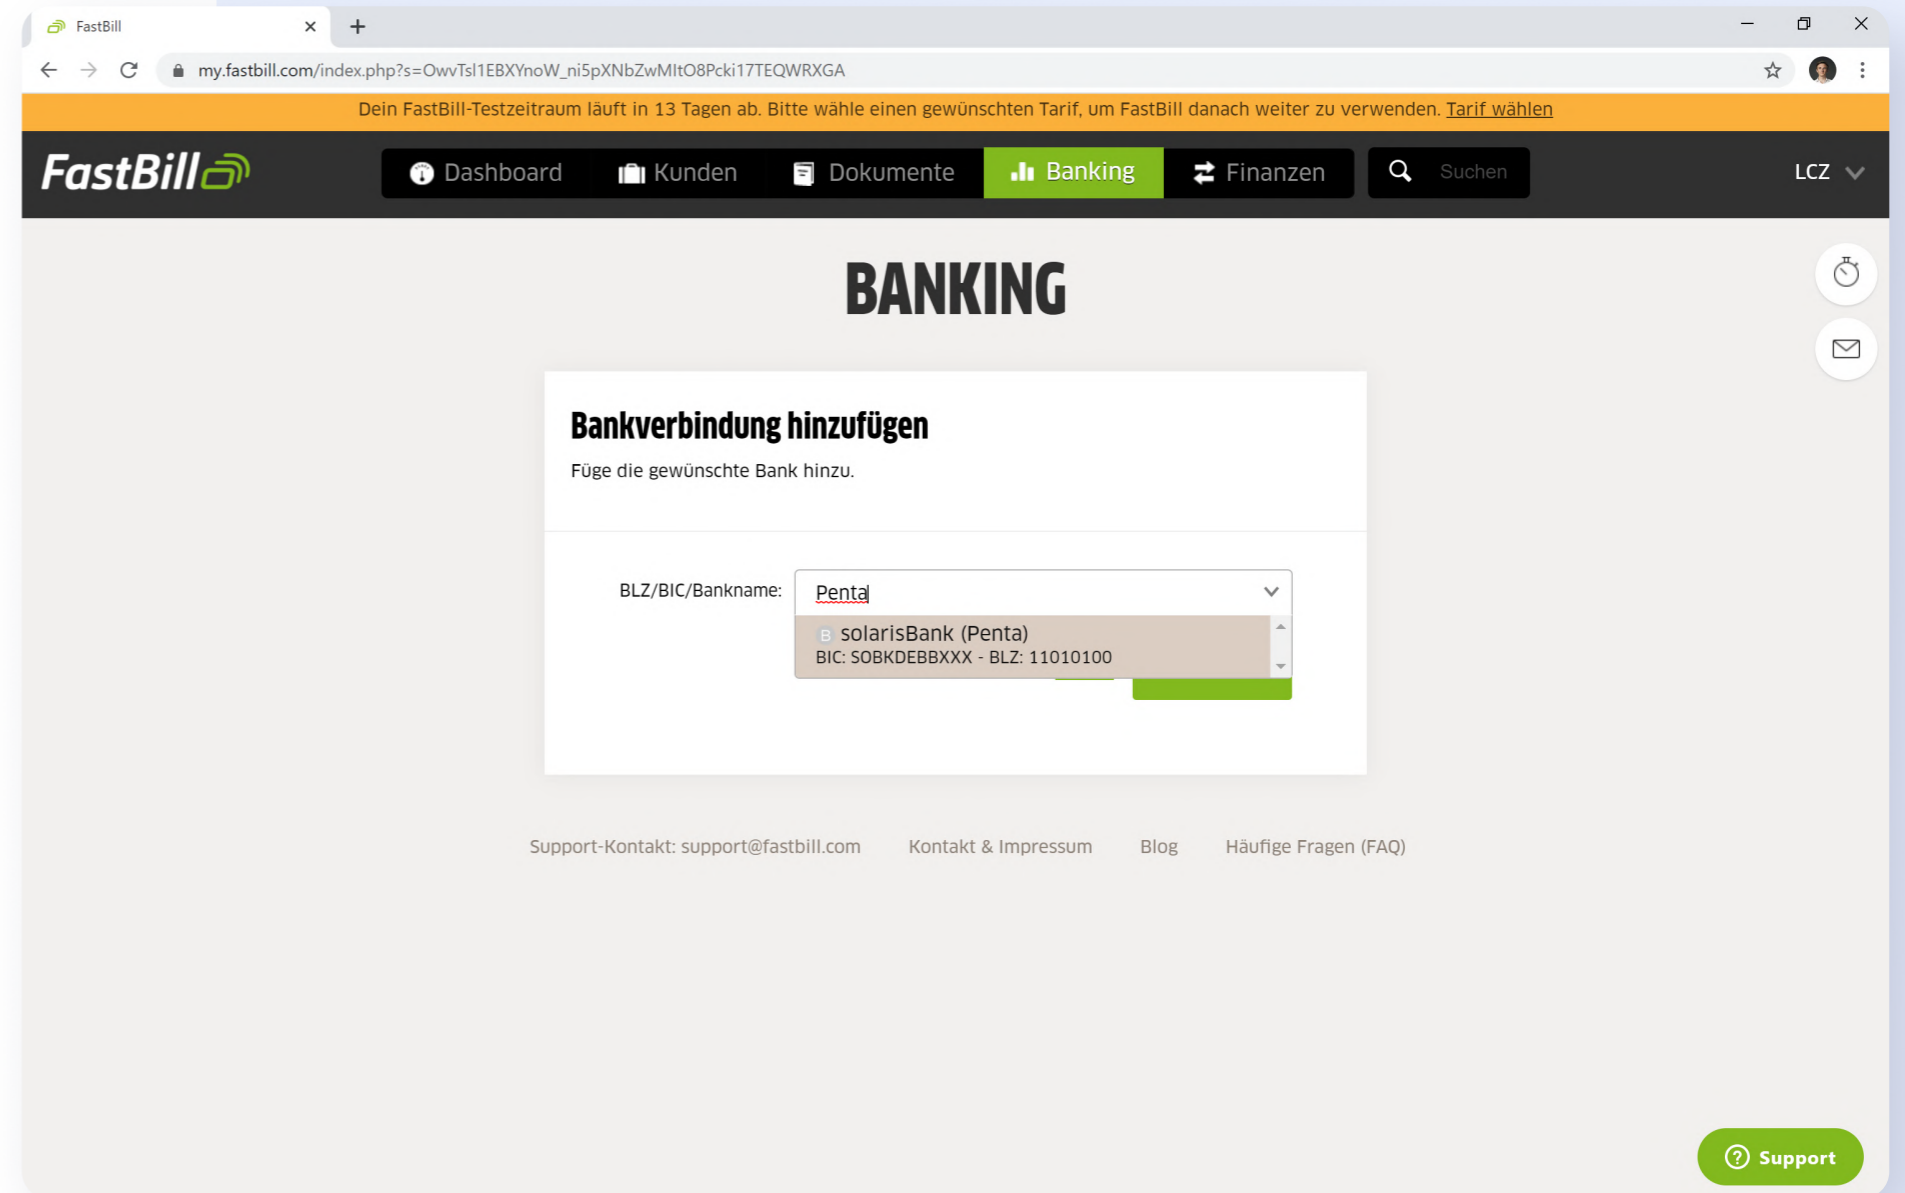 FastBill
my.fastbill.com/index.php?s=OwvTsl1EBXYnoW_ni5pXNbZwMItO8Pcki17TEQWRXGA
Dein FastBill-Testzeitraum läuft in 13 Tagen ab. Bitte wähle einen gewünschten Tarif, um FastBill danach weiter zu verwenden. Tarif wählen
FastBill Dashboard Kunden Dokumente Banking Finanzen Suchen LCZ
BANKING
Bankverbindung hinzufügen
Füge die gewünschte Bank hinzu.
BLZ/BIC/Bankname: Penta
B solarisBank (Penta)
BIC: SOBKDEBBXXX - BLZ: 11010100
Support-Kontakt: support@fastbill.com Kontakt & Impressum Blog Häufige Fragen (FAQ)
Support